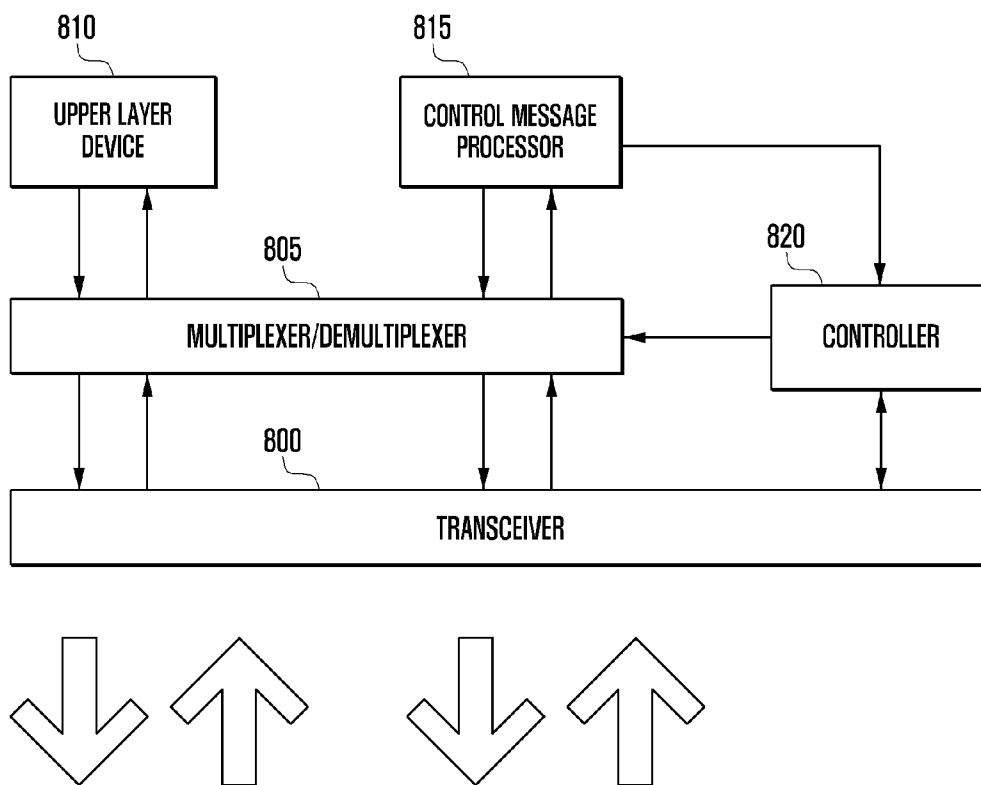 810
815
UPPER LAYER
DEVICE
CONTROL MESSAGE
PROCESSOR
805
820
MULTIPLEXER/DEMULTIPLEXER
CONTROLLER
800
TRANSCEIVER